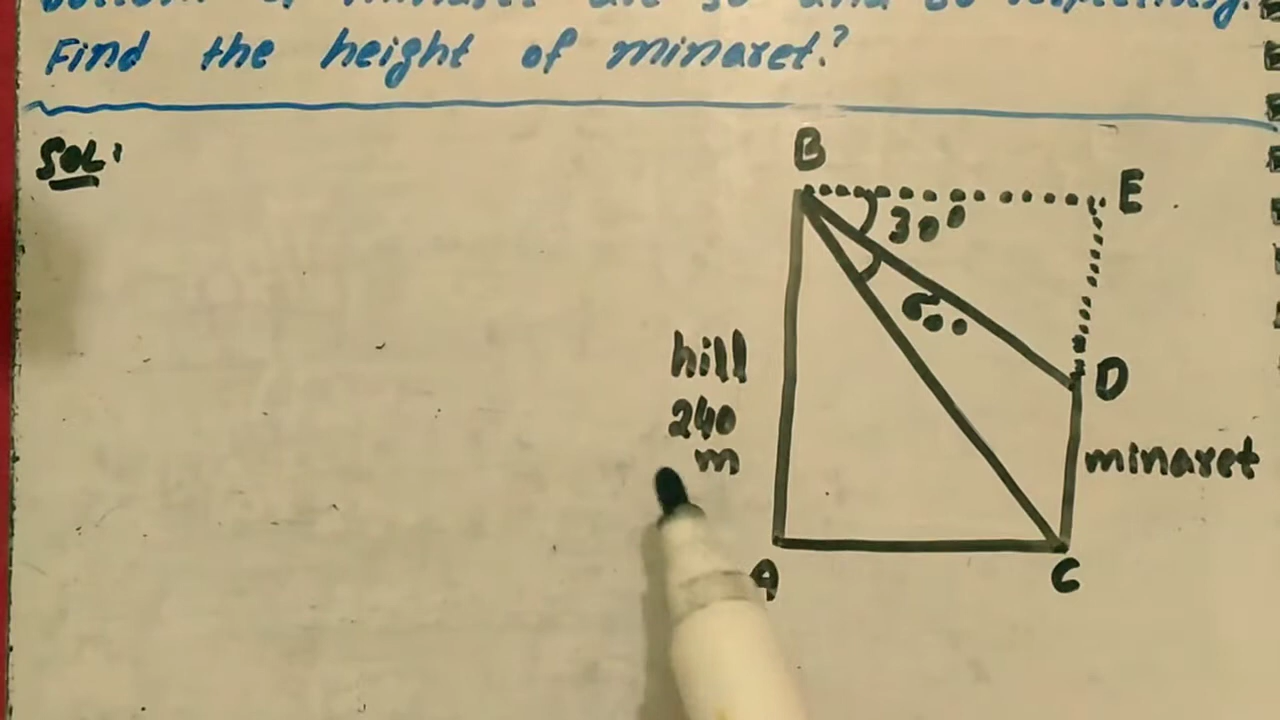 Find the height of minaret?
Sol:
B
E
30°
60°
hill
240
m
D
minaret
A
C